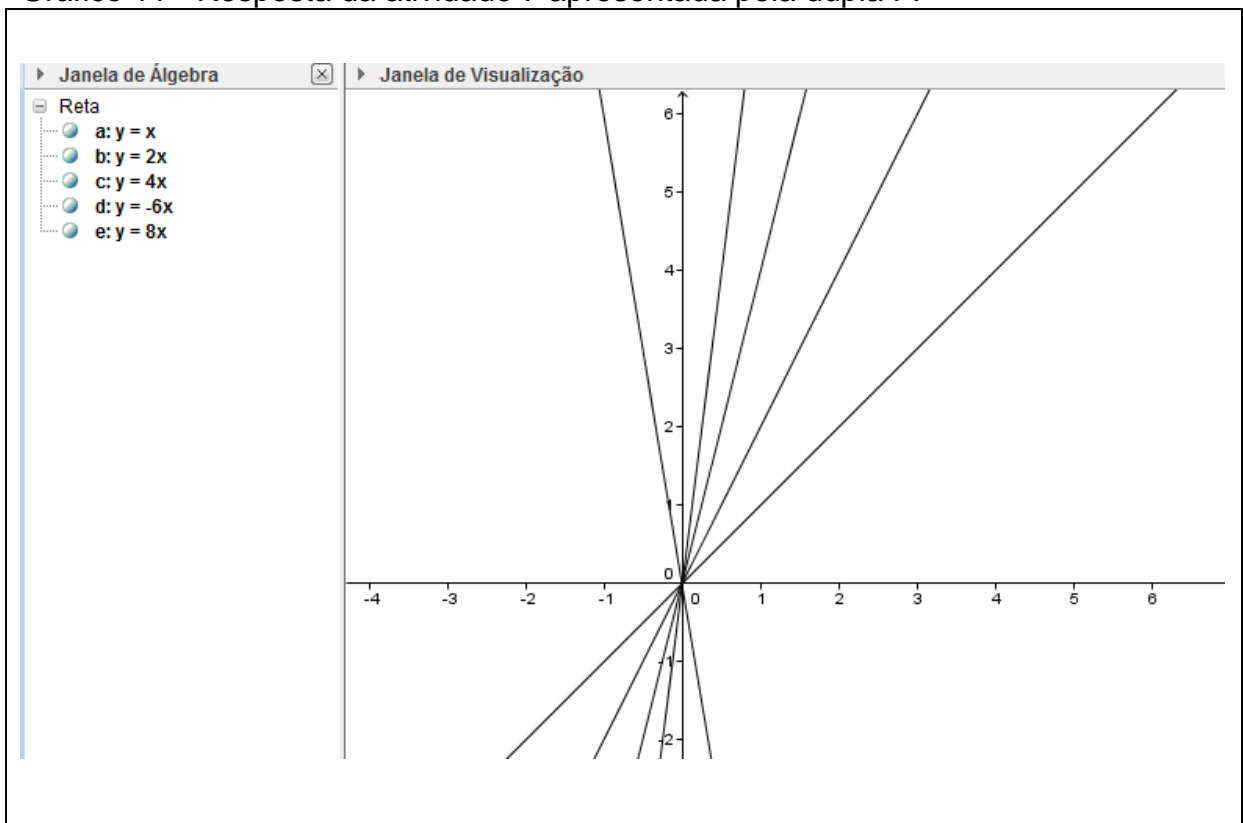 Janela de Álgebra
Janela de Visualização
Reta
a: y = x
b: y = 2x
c: y = 4x
d: y = -6x
e: y = 8x
6
5
4
3
2
1
0
-4 -3 -2 -1 0 1 2 3 4 5 6
-1
-2